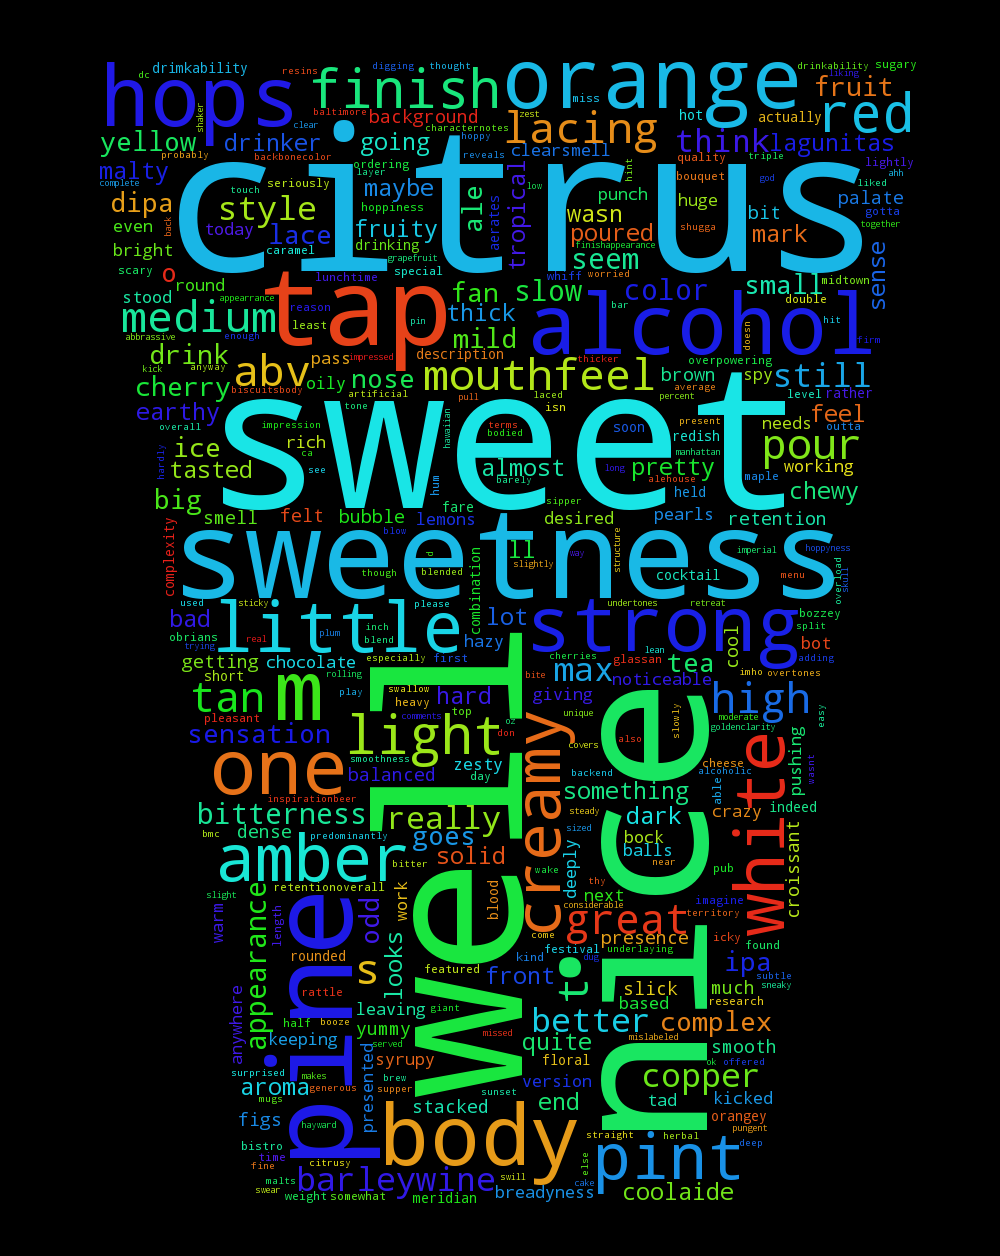 drimkability digging thought drinkability sugary
dc resins orange
hops finish miss fruit
shaker baltimore background zest hot actually red
clear characternotes
yellow drinker going hoppy lacing think lagunitas
probably backbonecolor ordering reveals clearsmell quality triple lightly
malty layer hint bouquet god liked ahh
complete seriously maybe low punch palate
touch citrus
dipa style hoppiness ale tropical wasn huge gotta
even back today lace fruity aerates poured bit together
bright caramel drinking finishappearance shugga mark
scary o grapefruit special seem worried sense
round lunchtime whiff small midtown
stood appearrance tap fan slow color double
medium reason thick bar alcohol hit
abbrassive enough least pin mild doesn firm
drink pass description thicker overpowering
kick anyway abv impressed mouthfeel brown spy still
cherry biscuitsbody oily nose average level rather
artificial pull laced isn percent
earthy tone hawaiian present feel
overall impression terms soon needs outta
ice rich bodied redish pour
hardly ca almost manhattan
tasted see sweet barely long pretty working
hum alehouse maple
big sipper held chewy
smell felt bubble fare desired pearls
lemons retention
complexity blow
sweetness ll way structure imperial hoppyness
though d blended slightly cocktail menu overload skull
used sticky combination please undertones retreat
bad little inch lot strong bozzey
obrians trying real plum blend hazy cool split
getting chocolate especially first cherries lean glassan tea bot adding
short rolling swallow bite max imho overtones
tan m play heavy hard giving noticeable high
pleasant comments top oz unique moderate easy
sensation light don slowly goldenclarity
one smoothness zesty creamy covers also white wasnt
balanced day backend cheese pushing
inspirationbeer well something able alcoholic
bitterness really steady crazy indeed
bmc dense predominantly goes sized dark
amber solid bock
bitter deeply balls croissant
near pub
slight retentionoverall wake thy next nice
work blood considerable imagine
appearance pine odd great territory
warm length come presence icky
rounded looks festival found ipa
s featured kind underlaying subtle
rattle front dug to slick much sneaky
anywhere leaving giant based research
half booze yummy missed better mislabeled complex
keeping served quite ok offered smooth
surprised makes syrupy floral
aroma generous brew sunset version copper
mugs presented supper tad kicked
figs hayward stacked end orangey
body straight herbal pungent
bistro deep
time citrusy else pint
fine swill
malts barleywine cake
swear weight somewhat meridian breadyness coolaide